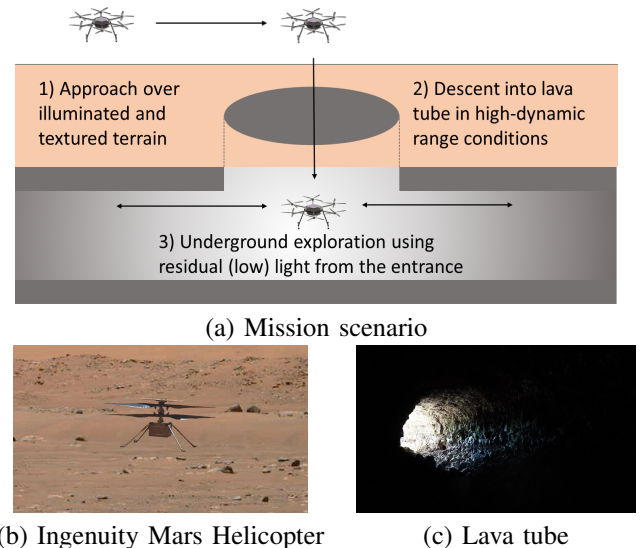 1) Approach over
illuminated and
textured terrain
2) Descent into lava
tube in high-dynamic
range conditions
3) Underground exploration using
residual (low) light from the entrance
(a) Mission scenario
(b) Ingenuity Mars Helicopter
(c) Lava tube